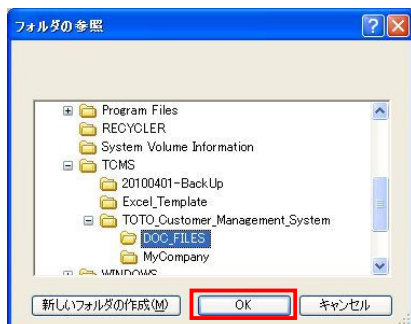 フォルダの参照
Program Files
RECYCLER
System Volume Information
TCMS
20100401-BackUp
Excel_Template
TOTO_Customer_Management_System
DOC_FILES
MyCompany
WINDOWS
新しいフォルダの作成(M)
OK
キャンセル